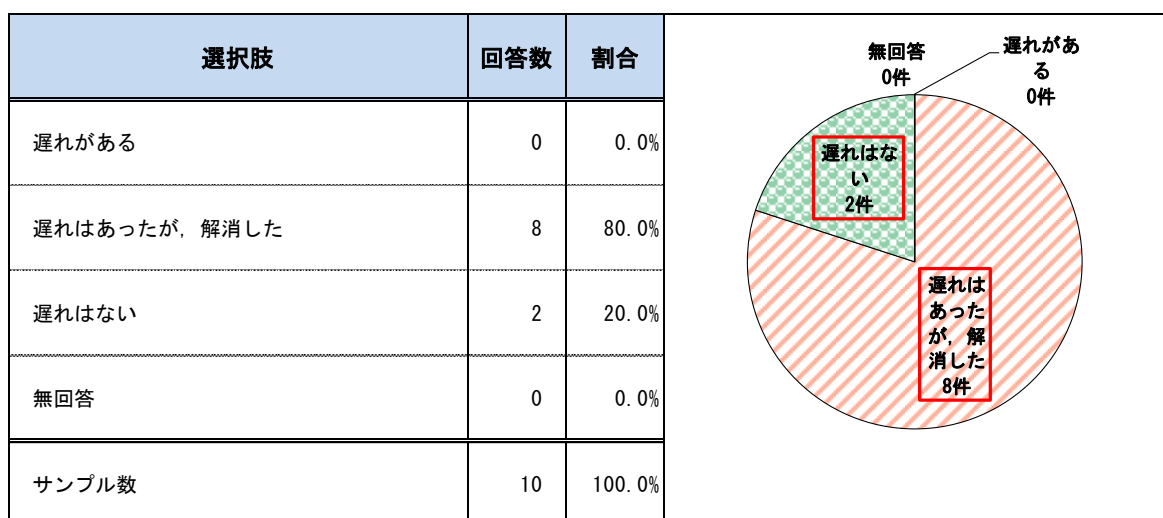 選択肢 回答数 割合
遅れがある 0 0.0%
遅れはあったが，解消した 8 80.0%
遅れはない 2 20.0%
無回答 0 0.0%
サンプル数 10 100.0%
無回答
0件
遅れがあ
る
0件
遅れはな
い
2件
遅れは
あった
が，解
消した
8件